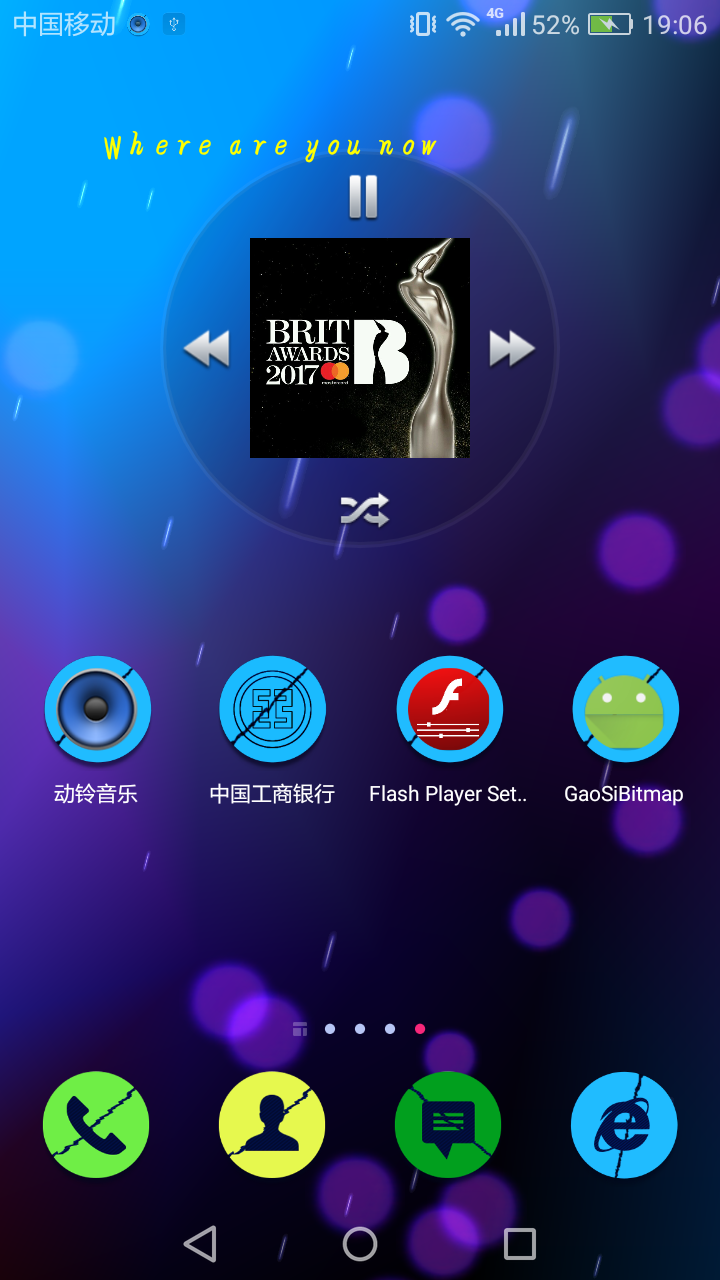 中国移动 4G 52% 19:06
Where are you now
BRIT
AWARDS
2017
mastercard
动铃音乐 中国工商银行 Flash Player Set.. GaoSiBitmap